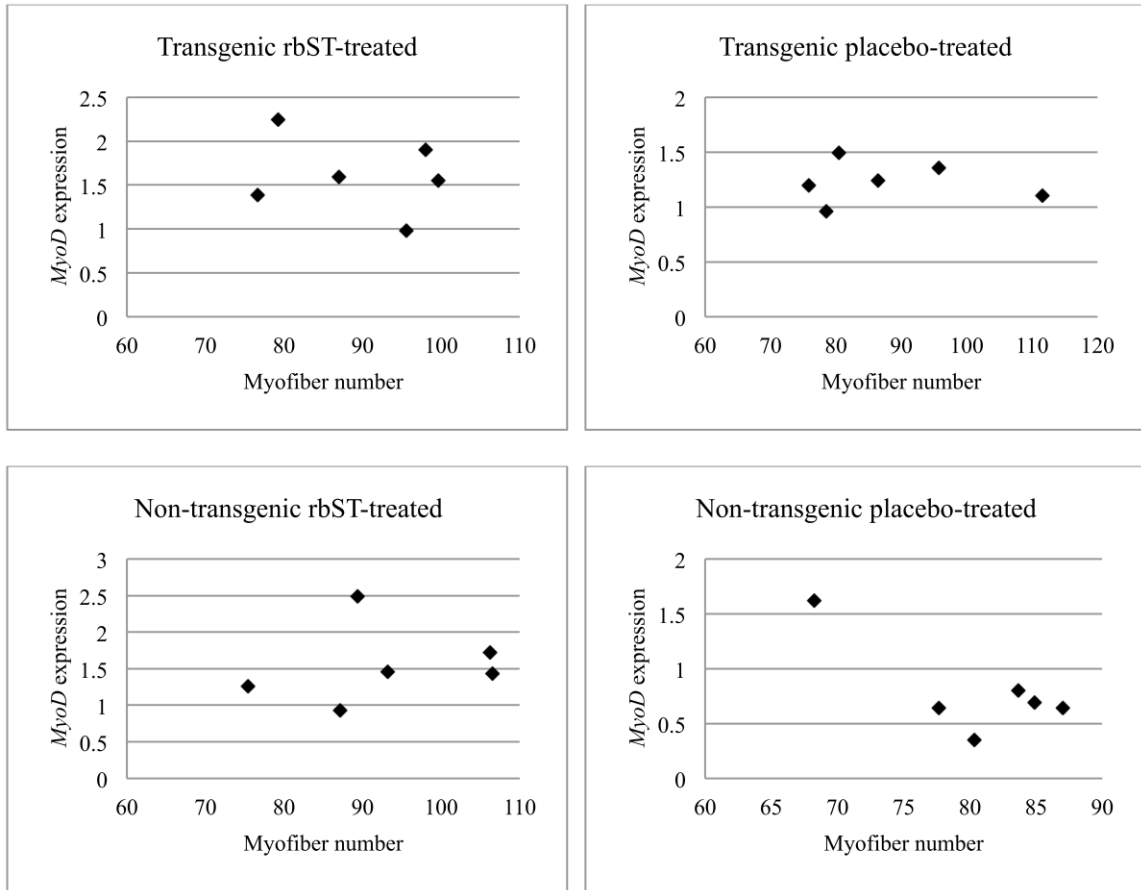 Transgenic rbST-treated
2.5
2
1.5
1
0.5
0
MyoD expression
60 70 80 90 100 110
Myofiber number
Transgenic placebo-treated
2
1.5
1
0.5
0
MyoD expression
60 70 80 90 100 110 120
Myofiber number
Non-transgenic rbST-treated
3
2.5
2
1.5
1
0.5
0
MyoD expression
60 70 80 90 100 110
Myofiber number
Non-transgenic placebo-treated
2
1.5
1
0.5
0
MyoD expression
60 65 70 75 80 85 90
Myofiber number